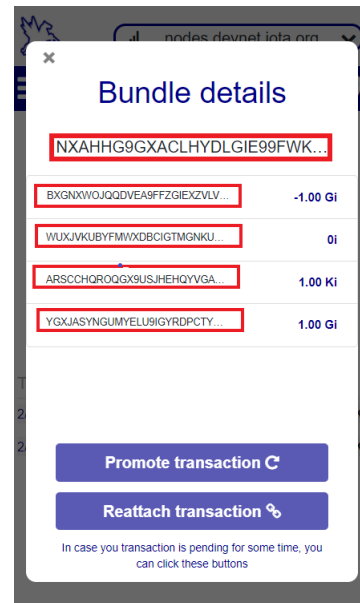 nodes.devnet.iota.org
×
Bundle details
NXAHHG9GXACLHYDLGIE99FWK...
BXGNXWOJQQDVEA9FFZGIEXZVLV... -1.00 Gi
WUXJVKUBYFMWXDBCIGTMGNKU... 0i
ARSCCHQROQGX9USJHEHQYVGA... 1.00 Ki
YGXJASYNGUMYELU9IGYRDPCTY... 1.00 Gi
Promote transaction
Reattach transaction
In case you transaction is pending for some time, you
can click these buttons